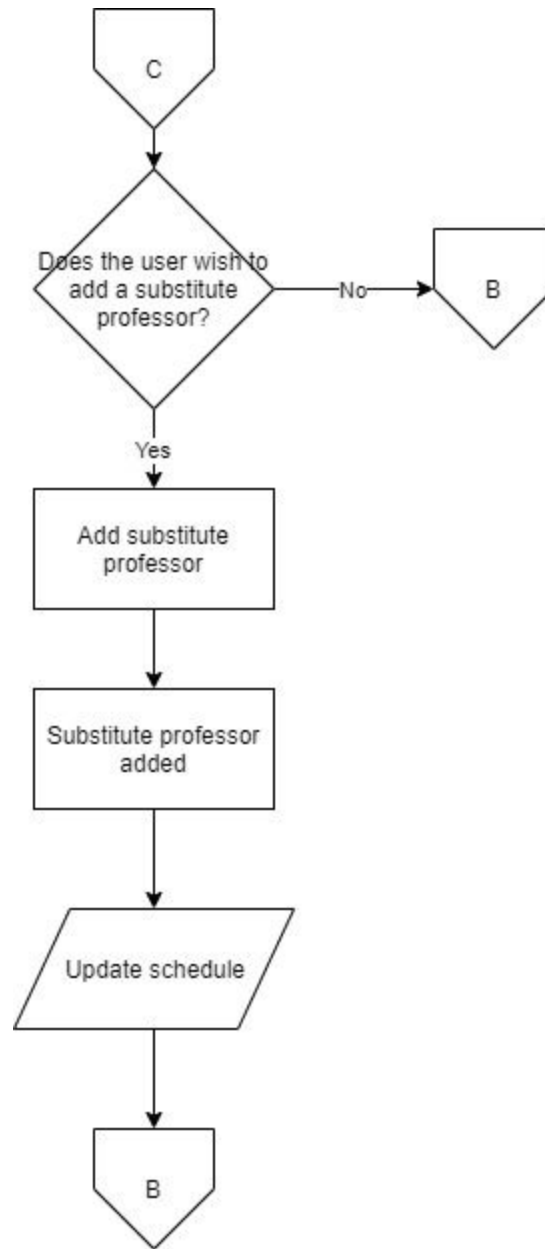 C
Does the user wish to
add a substitute
professor?
No
B
Yes
Add substitute
professor
Substitute professor
added
Update schedule
B